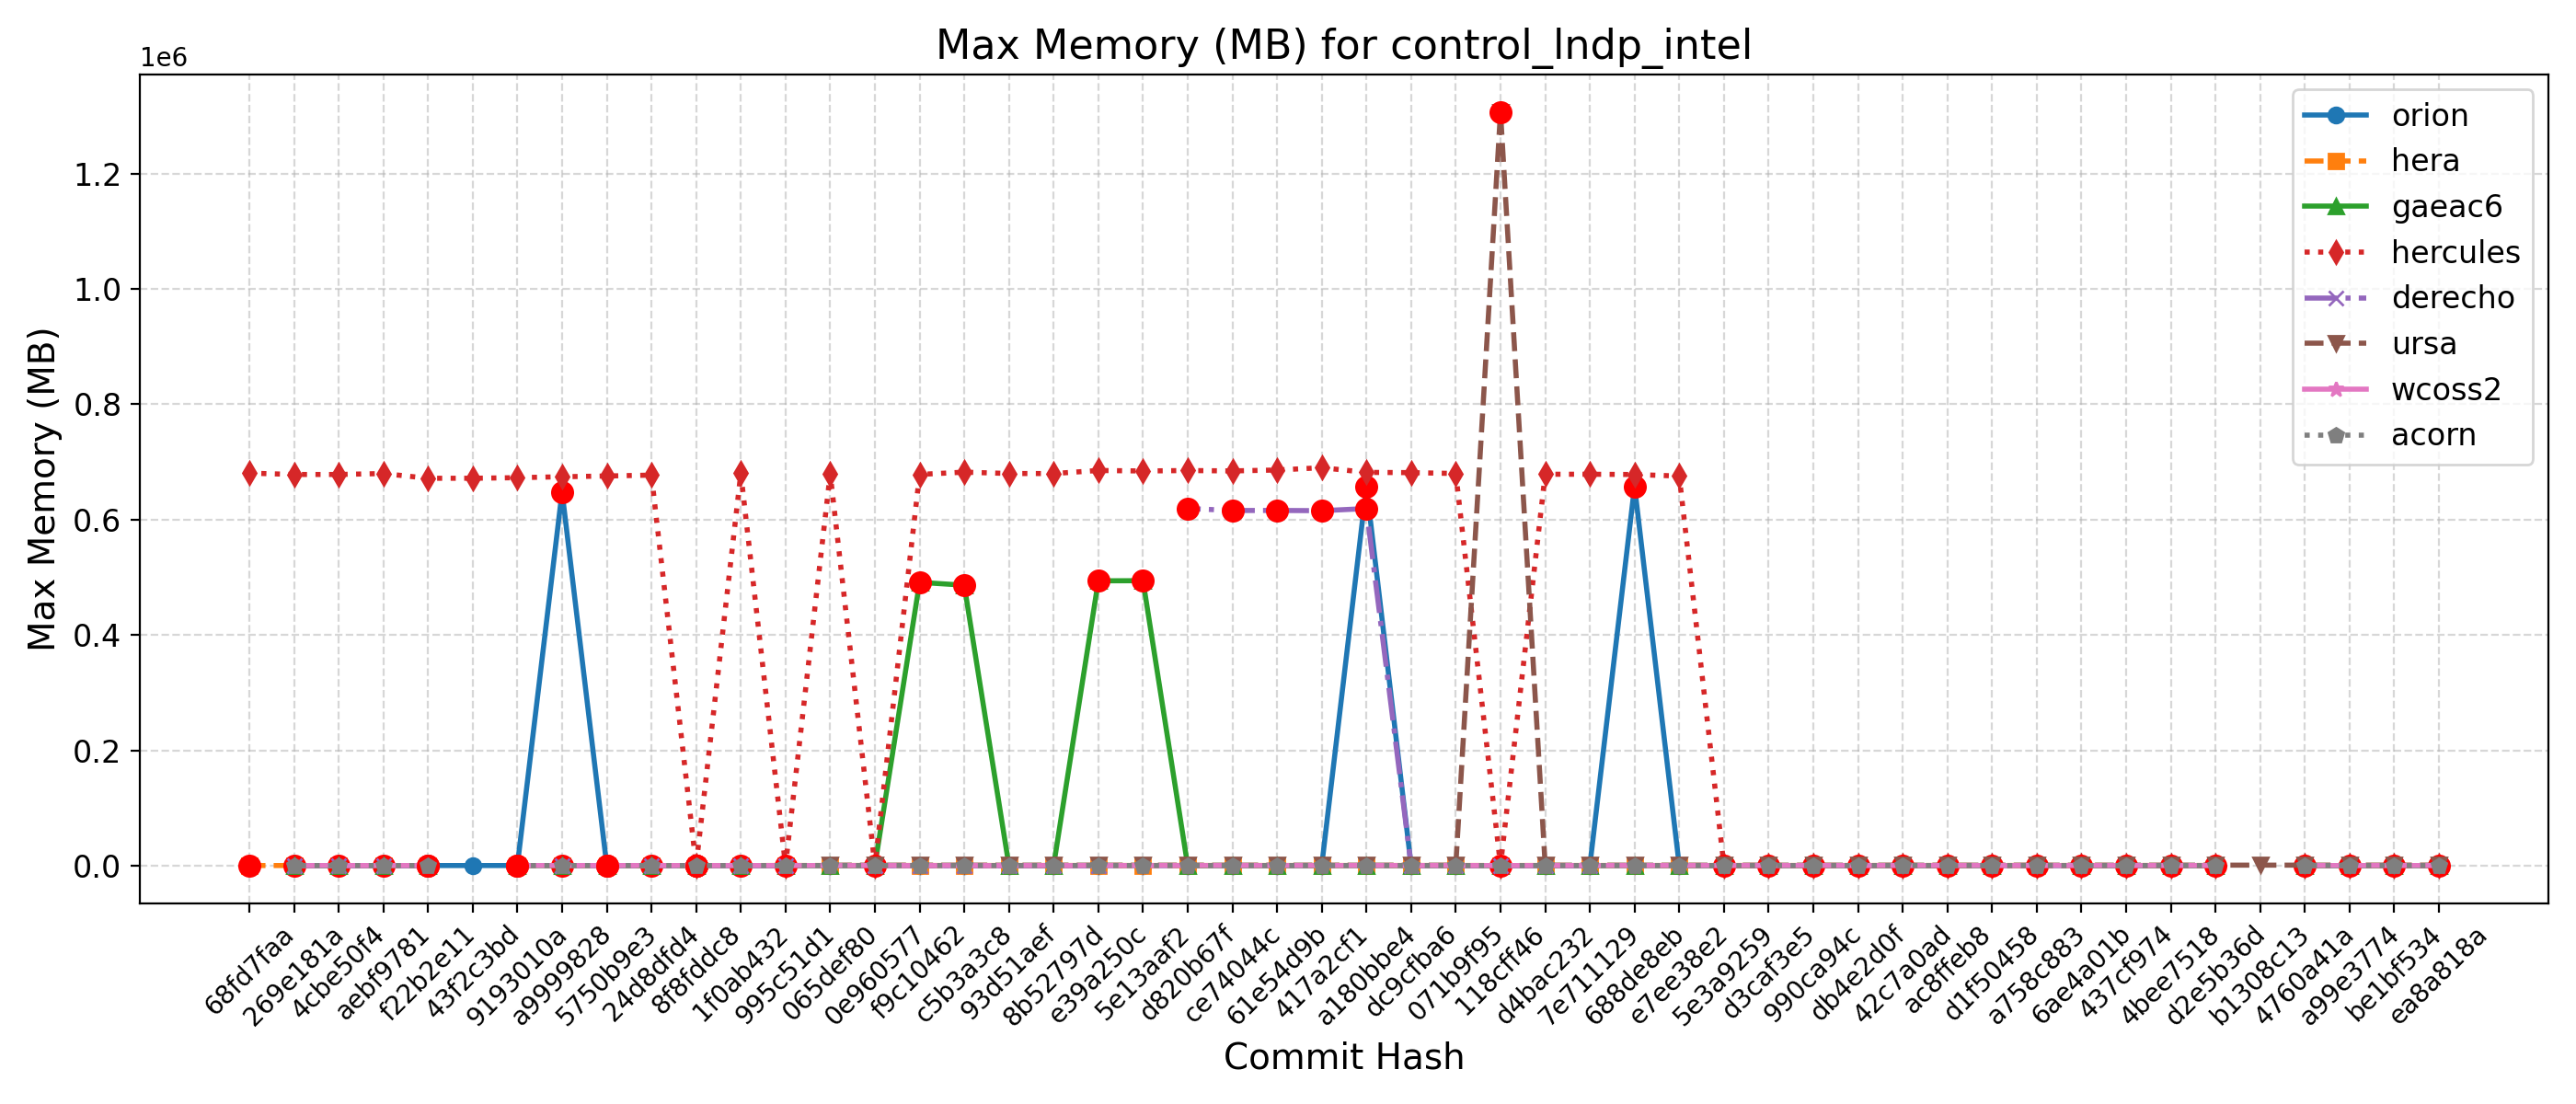 Max Memory (MB) for control_lndp_intel
1e6
Max Memory (MB)
1.2
1.0
0.8
0.6
0.4
0.2
0.0
orion
hera
gaeac6
hercules
derecho
ursa
wcoss2
acorn
68fd7faa
269e181a
4cbe50f4
aebf9781
f22b2e11
43f2c3bd
9193010a
a9999828
5750b9e3
24d8dfd4
8f8fddc8
1f0ab432
995c51d1
065def80
0e960577
f9c10462
c5b3a3c8
93d51aef
8b52797d
e39a250c
5e13aaf2
d820b67f
ce74044c
61e54d9b
417a2cf1
a180bbe4
dc9cfba6
071b9f95
118cff46
d4bac232
7e711129
688de8eb
e7ee38e2
5e3a9259
d3caf3e5
990ca94c
db4e2d0f
42c7a0ad
ac8ffeb8
d1f50458
a758c883
6ae4a01b
437cf974
4bee7518
d2e5b36d
b1308c13
4760a41a
a99e3774
be1bf534
ea8a818a
Commit Hash